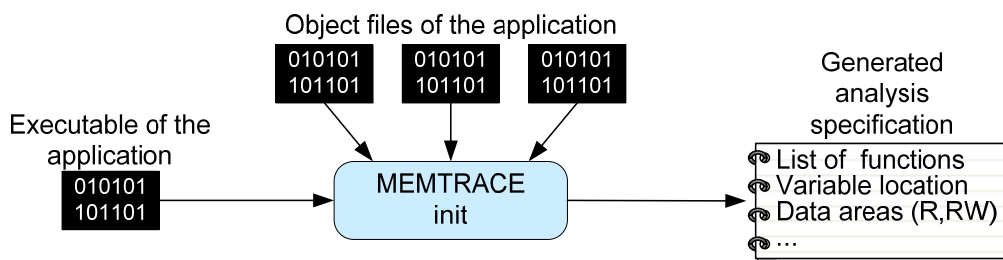 Object files of the application
010101
101101
010101
101101
010101
101101
Executable of the
application
010101
101101
MEMTRACE
init
Generated
analysis
specification
List of functions
Variable location
Data areas (R,RW)
...